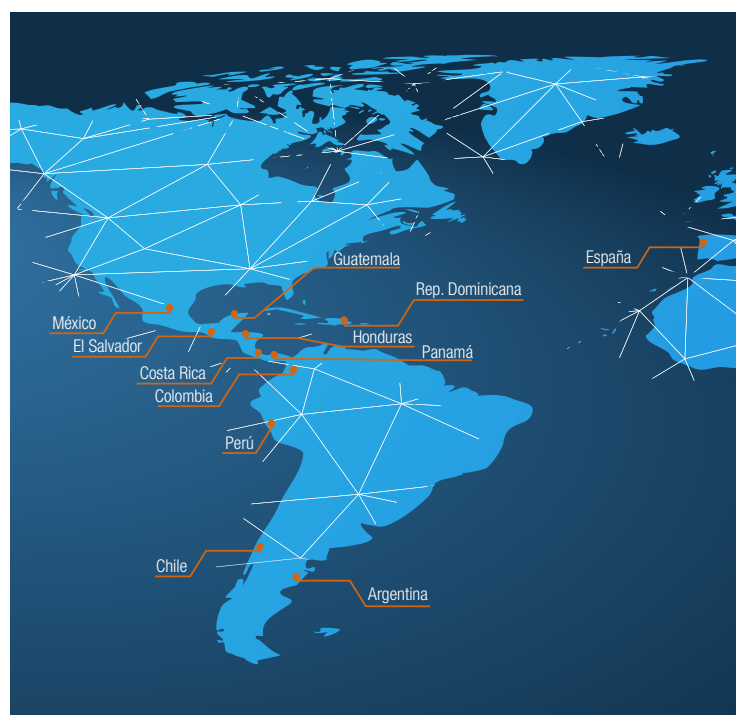 Guatemala
España
Rep. Dominicana
México
El Salvador
Honduras
Panamá
Costa Rica
Colombia
Perú
Chile
Argentina